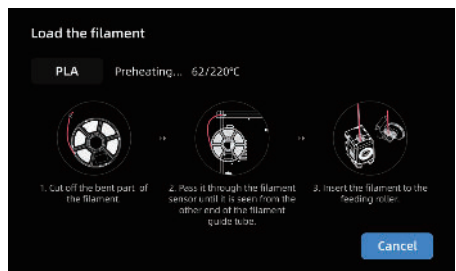 Load the filament
PLA Preheating... 62/220°C
1. Cut off the bent part of
the filament.
2. Pass it through the filament
sensor until it is seen from the
other end of the filament
guide tube.
3. Insert the filament to the
feeding roller.
Cancel